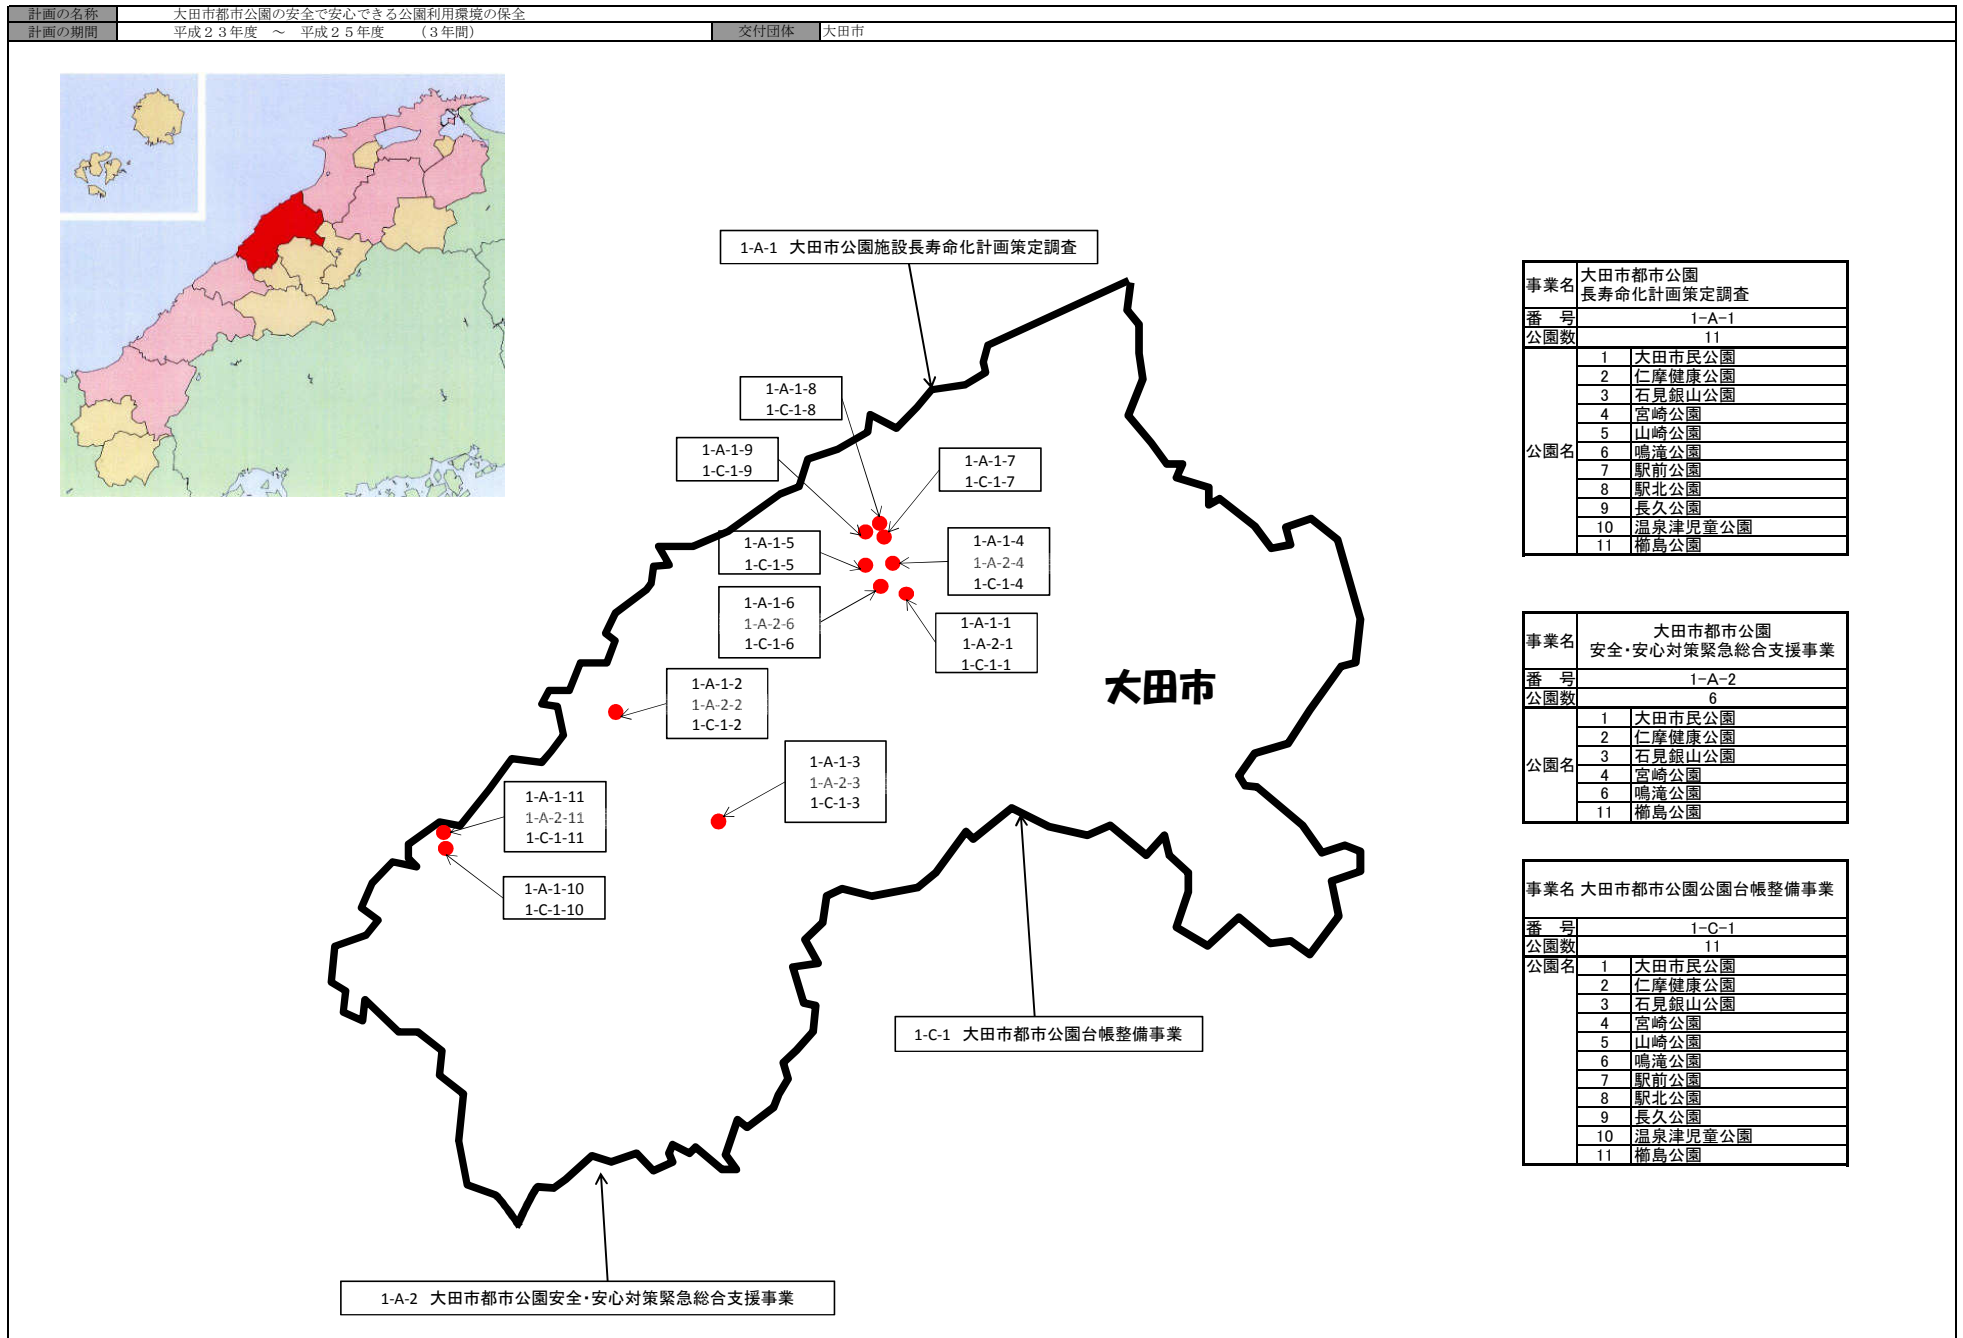 計画の名称 大田市都市公園の安全で安心できる公園利用環境の保全
計画の期間 平成２３年度　～　平成２５年度　（３年間） 交付団体 大田市
1-A-1 大田市公園施設長寿命化計画策定調査
1-A-1-8
1-C-1-8
1-A-1-9
1-C-1-9
1-A-1-7
1-C-1-7
1-A-1-5
1-C-1-5
1-A-1-4
1-A-2-4
1-C-1-4
1-A-1-6
1-A-2-6
1-C-1-6
1-A-1-1
1-A-2-1
1-C-1-1
1-A-1-2
1-A-2-2
1-C-1-2
大田市
1-A-1-3
1-A-2-3
1-C-1-3
1-A-1-11
1-A-2-11
1-C-1-11
1-A-1-10
1-C-1-10
1-C-1 大田市都市公園台帳整備事業
1-A-2 大田市都市公園安全・安心対策緊急総合支援事業
事業名 大田市都市公園
長寿命化計画策定調査
番　号 1-A-1
公園数 11
公園名
1 大田市民公園
2 仁摩健康公園
3 石見銀山公園
4 宮崎公園
5 山崎公園
6 鳴滝公園
7 駅前公園
8 駅北公園
9 長久公園
10 温泉津児童公園
11 櫛島公園
事業名 大田市都市公園
安全・安心対策緊急総合支援事業
番　号 1-A-2
公園数 6
公園名
1 大田市民公園
2 仁摩健康公園
3 石見銀山公園
4 宮崎公園
6 鳴滝公園
11 櫛島公園
事業名 大田市都市公園公園台帳整備事業
番　号 1-C-1
公園数 11
公園名 1 大田市民公園
2 仁摩健康公園
3 石見銀山公園
4 宮崎公園
5 山崎公園
6 鳴滝公園
7 駅前公園
8 駅北公園
9 長久公園
10 温泉津児童公園
11 櫛島公園